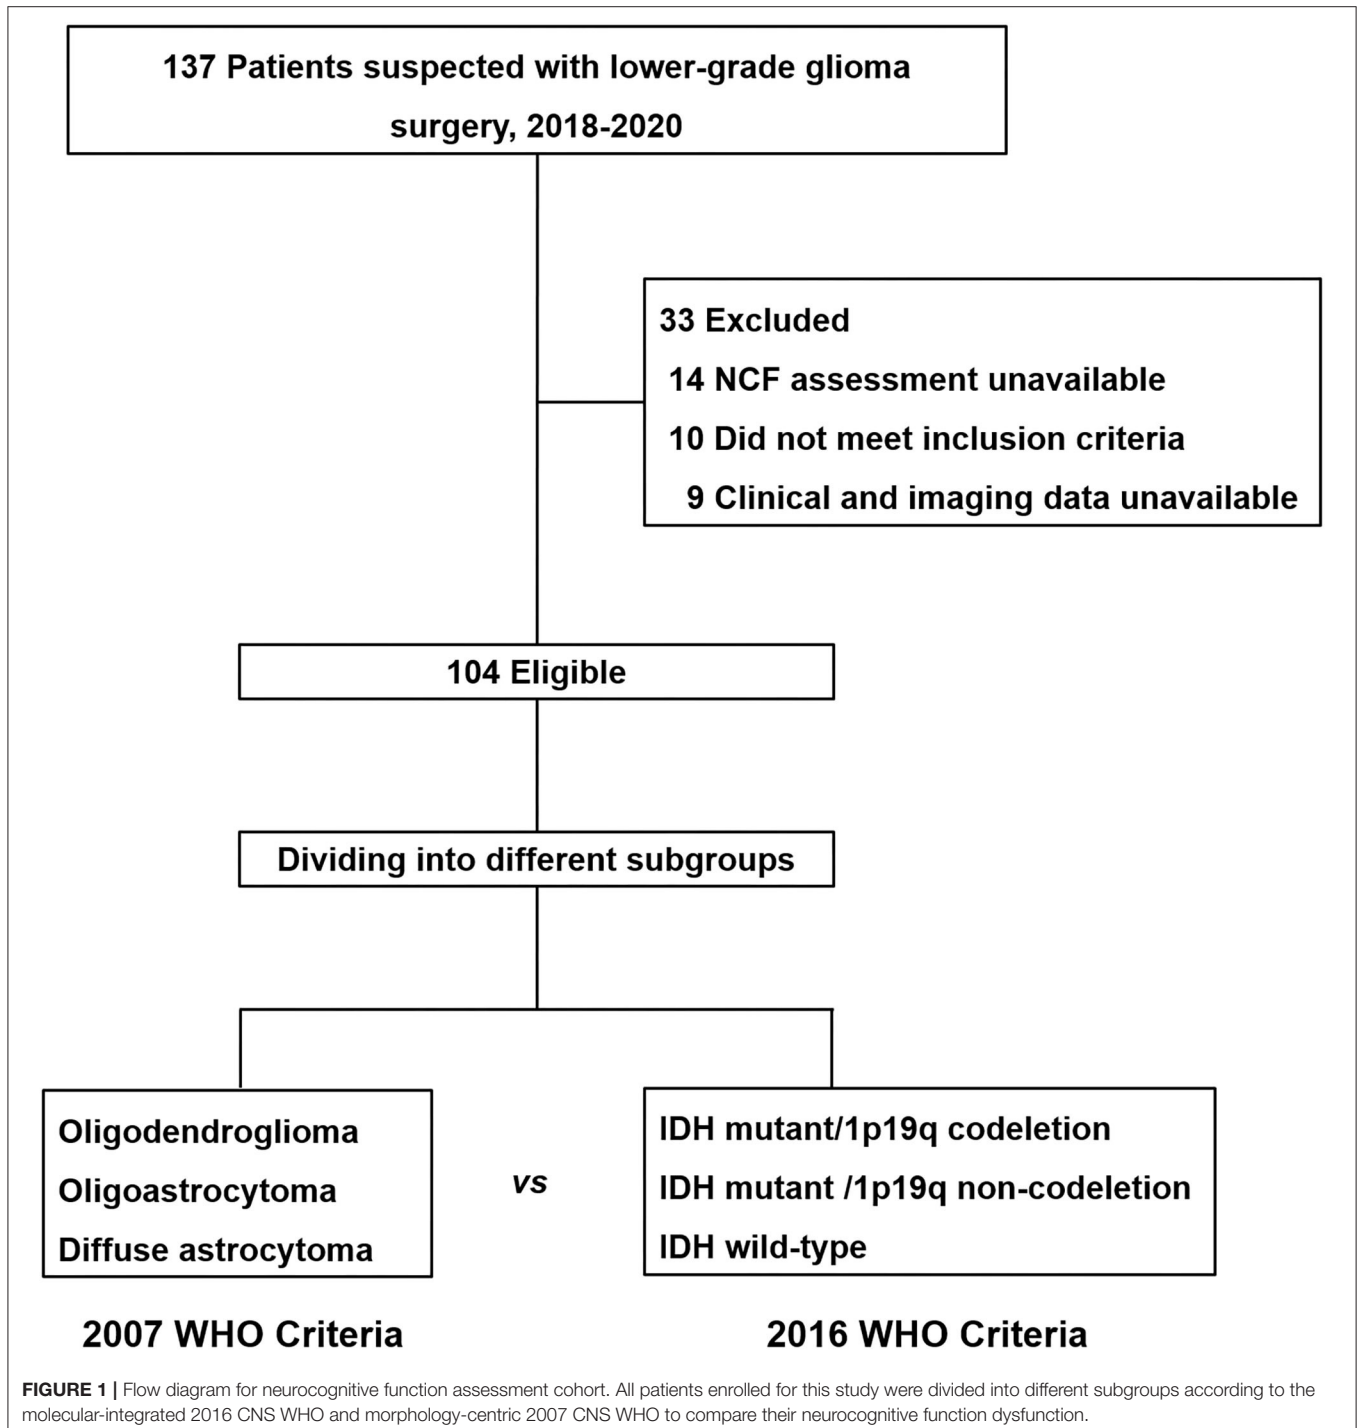 137 Patients suspected with lower-grade glioma
surgery, 2018-2020
33 Excluded
14 NCF assessment unavailable
10 Did not meet inclusion criteria
9 Clinical and imaging data unavailable
104 Eligible
Dividing into different subgroups
Oligodendroglioma
Oligoastrocytoma
Diffuse astrocytoma
vs
IDH mutant/1p19q codeletion
IDH mutant /1p19q non-codeletion
IDH wild-type
2007 WHO Criteria
2016 WHO Criteria
FIGURE 1 | Flow diagram for neurocognitive function assessment cohort. All patients enrolled for this study were divided into different subgroups according to the
molecular-integrated 2016 CNS WHO and morphology-centric 2007 CNS WHO to compare their neurocognitive function dysfunction.